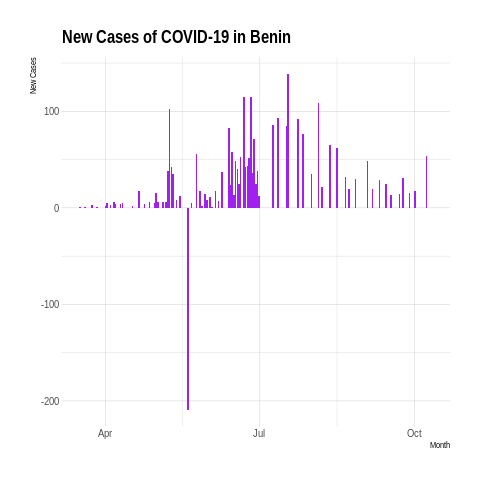 New Cases of COVID-19 in Benin
New Cases
100
0
-100
-200
Apr
Jul
Oct
Month